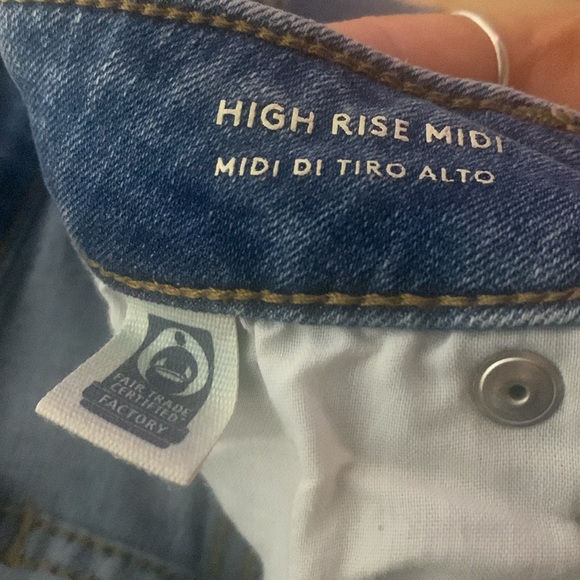 HIGH RISE MIDI
MIDI DI TIRO ALTO
FAIR TRADE
CERTIFIED
FACTORY